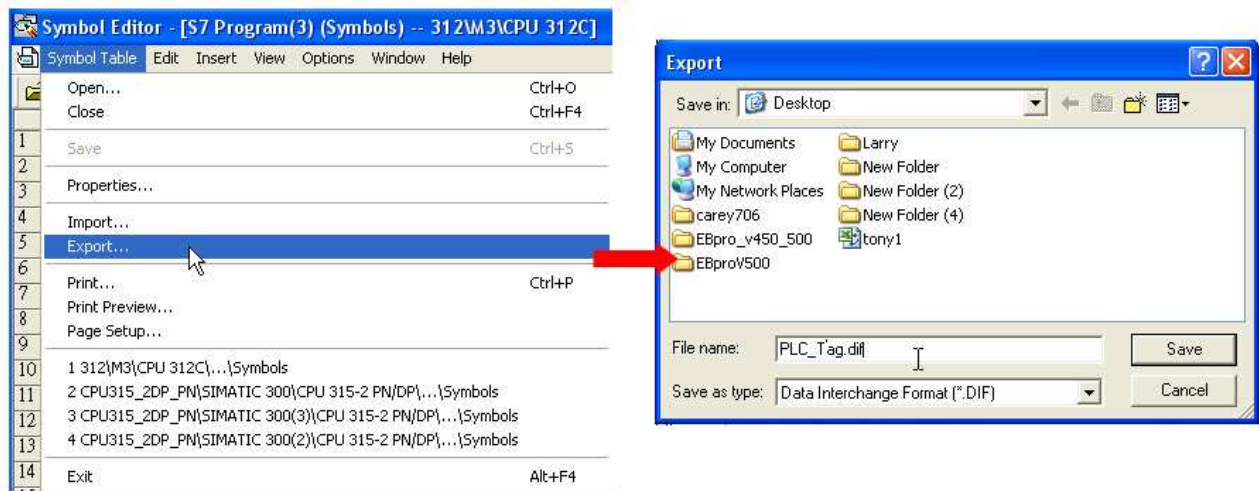 Symbol Editor - [S7 Program(3) (Symbols) -- 312\M3\CPU 312C]
Symbol Table Edit Insert View Options Window Help
Open... Ctrl+O
Close Ctrl+F4
Save Ctrl+S
Properties...
Import...
Export...
Print... Ctrl+P
Print Preview...
Page Setup...
1 312\M3\CPU 312C\...\Symbols
2 CPU315_2DP_PN\SIMATIC 300\CPU 315-2 PN/DP\...\Symbols
3 CPU315_2DP_PN\SIMATIC 300(3)\CPU 315-2 PN/DP\...\Symbols
4 CPU315_2DP_PN\SIMATIC 300(2)\CPU 315-2 PN/DP\...\Symbols
Exit Alt+F4
1
2
3
4
5
6
7
8
9
10
11
12
13
14
Export
Save in: Desktop
My Documents
My Computer
My Network Places
carey706
EBpro_v450_500
EBproV500
Larry
New Folder
New Folder (2)
New Folder (4)
tony1
File name: PLC_Tag.dif
Save
Save as type: Data Interchange Format (*.DIF)
Cancel